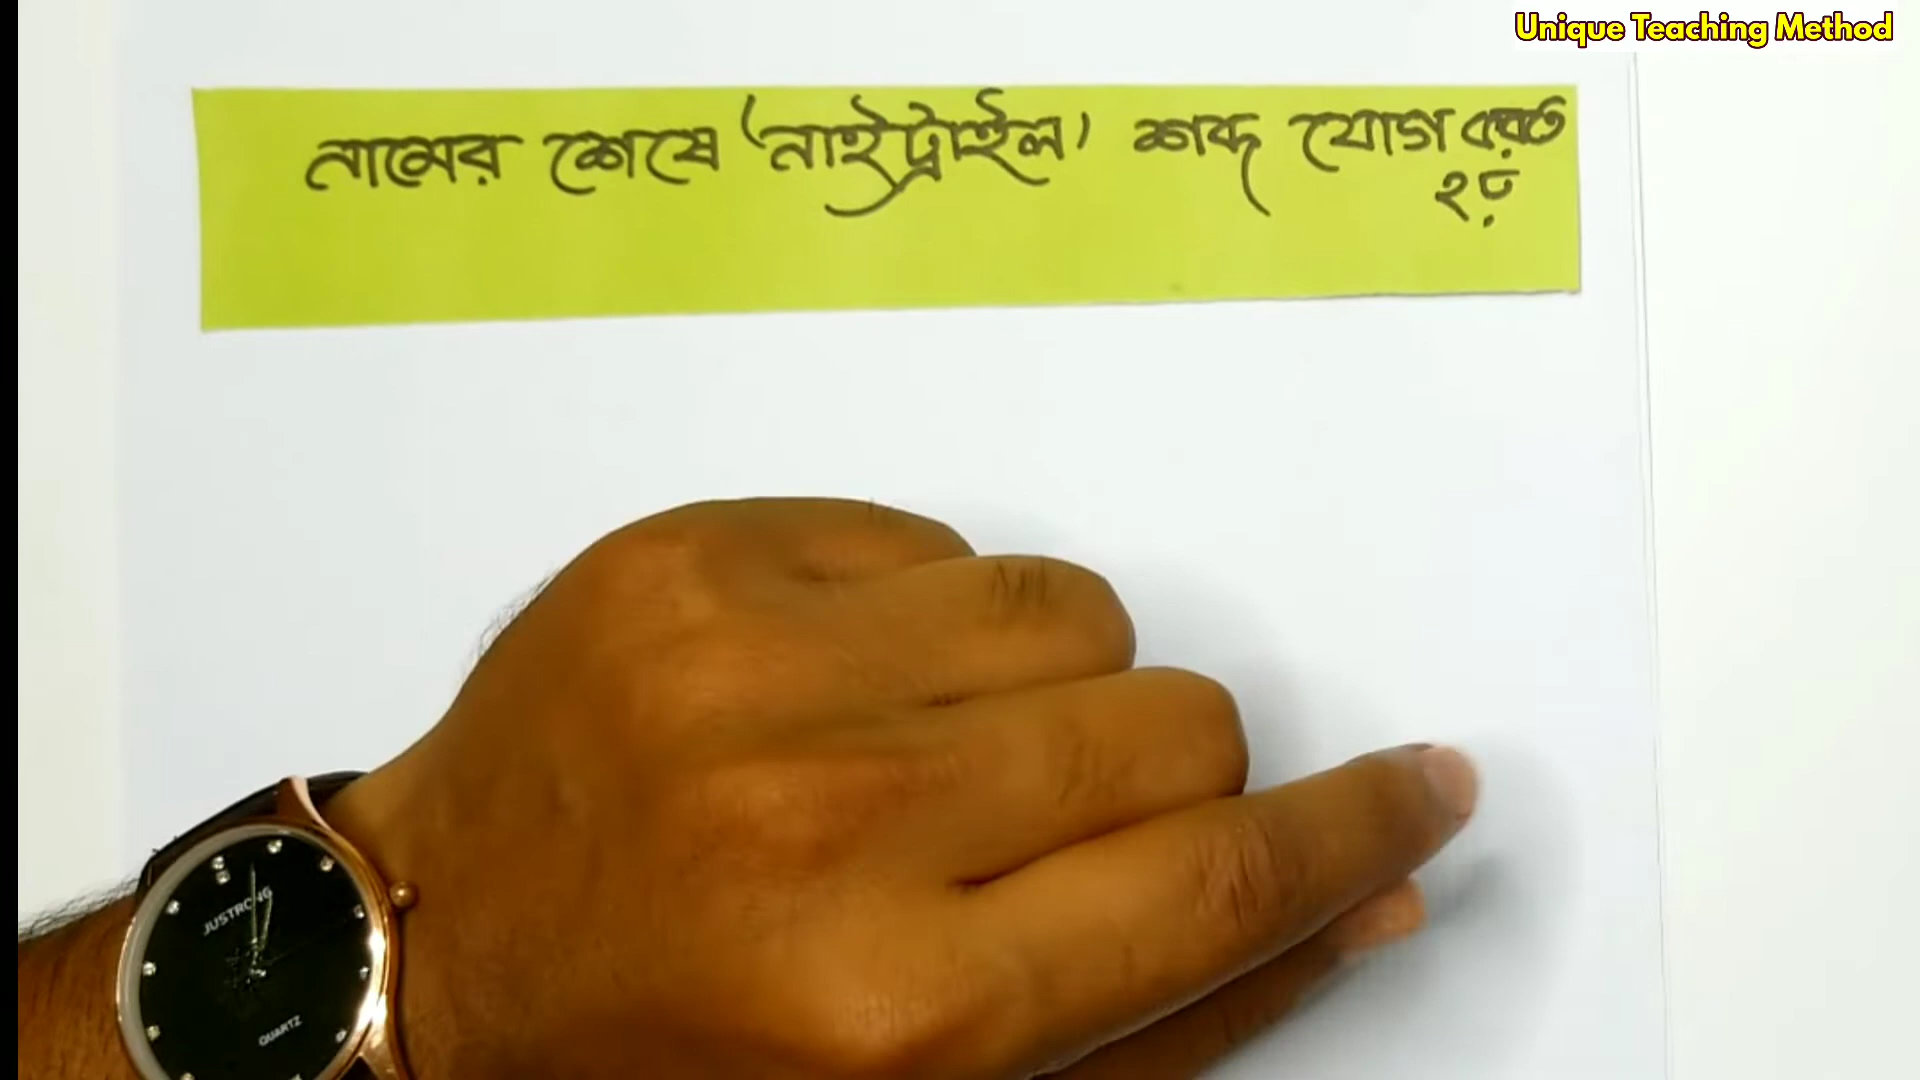 Unique Teaching Method
নামের শেষে 'নাইট্রাইল' শব্দ যোগ করতে
হয়
JUSTRONG
QUARTZ